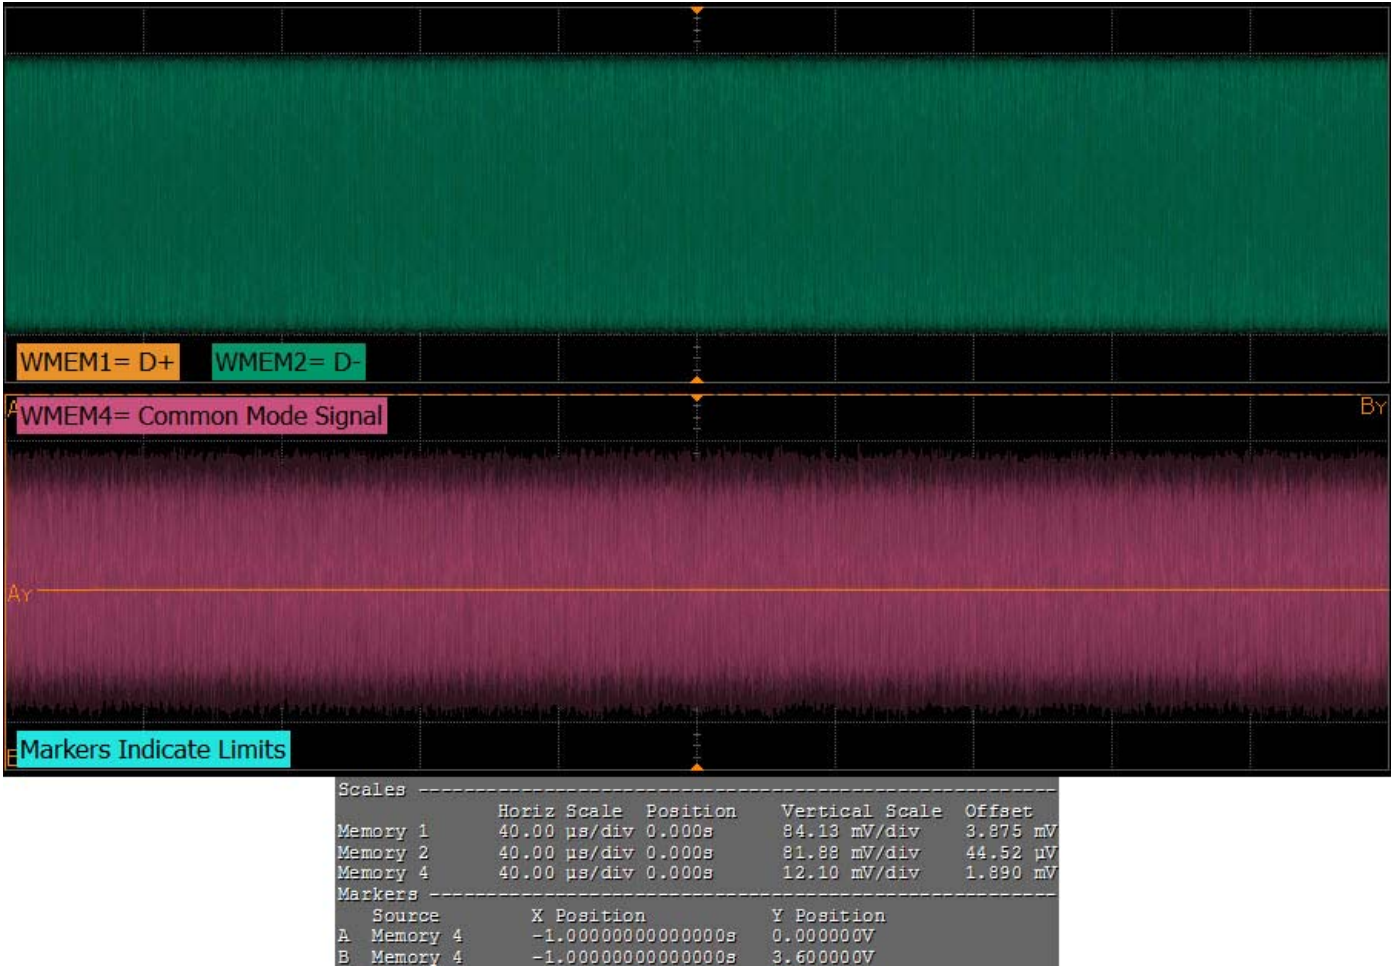 WMEM1= D+ WMEM2= D-
A WMEM4= Common Mode Signal BY
AY
Markers Indicate Limits
Scales
Horiz Scale Position Vertical Scale Offset
Memory 1 40.00 µs/div 0.000s 84.13 mV/div 3.875 mV
Memory 2 40.00 µs/div 0.000s 81.88 mV/div 44.52 µV
Memory 4 40.00 µs/div 0.000s 12.10 mV/div 1.890 mV
Markers
Source X Position Y Position
A Memory 4 -1.00000000000000s 0.000000V
B Memory 4 -1.00000000000000s 3.600000V